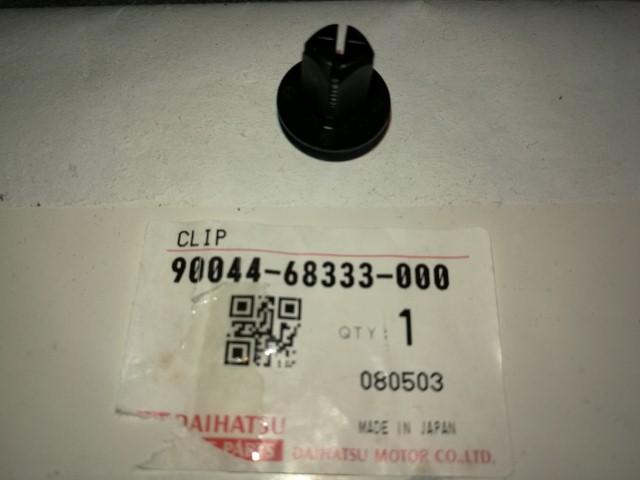 CLIP
90044-68333-000
QTY: 1
080503
DAIHATSU
MADE IN JAPAN
PARTS
DAIHATSU MOTOR CO.,LTD.